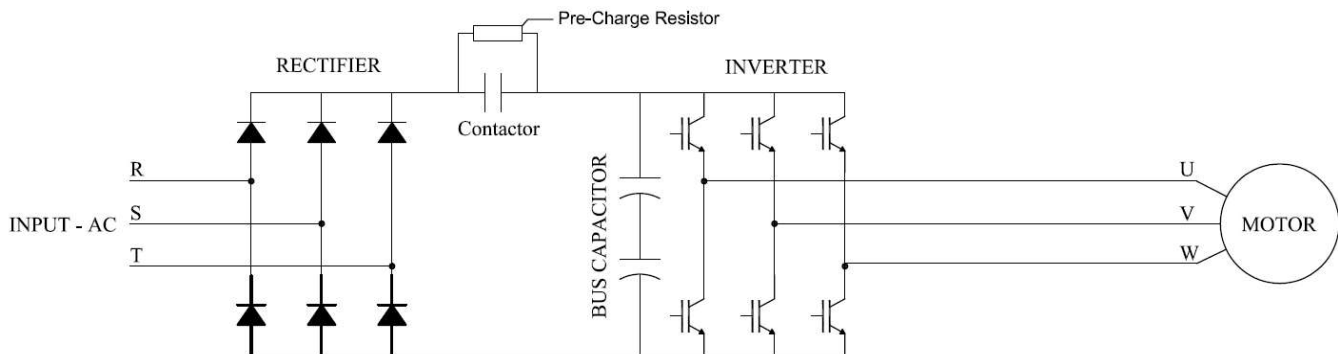 Pre-Charge Resistor
RECTIFIER
INVERTER
Contactor
R
S
T
INPUT - AC
BUS CAPACITOR
U
V
W
MOTOR